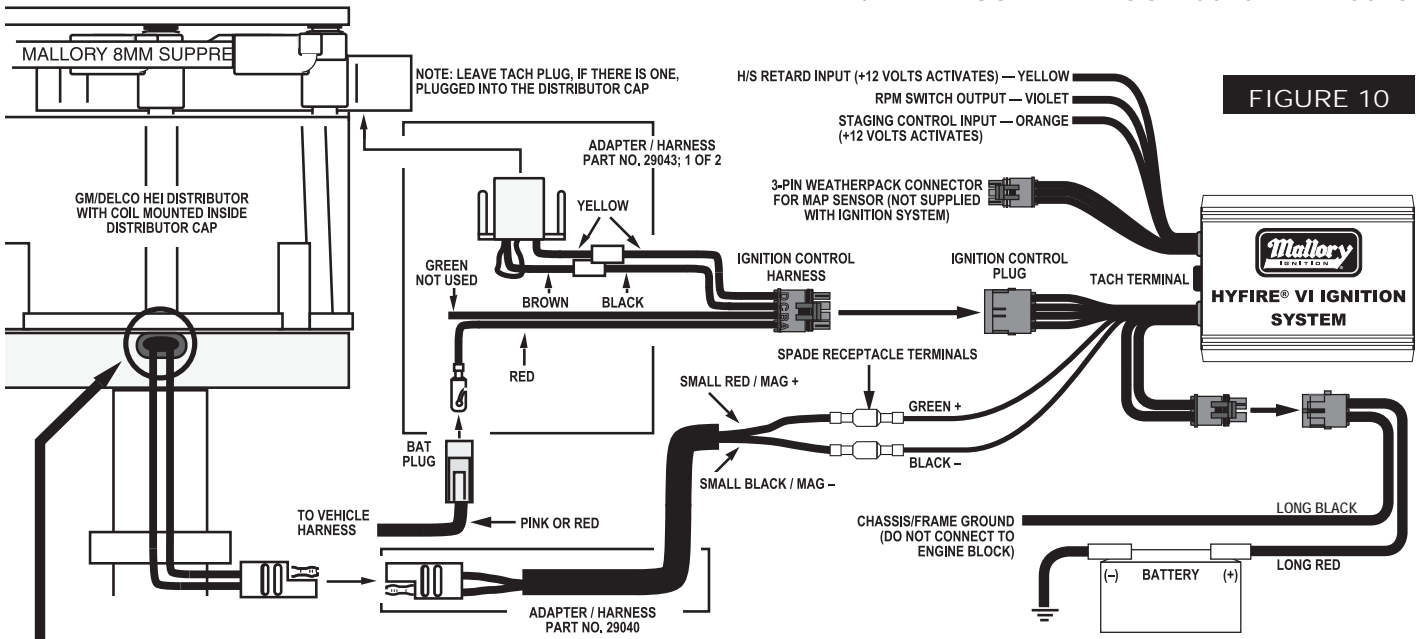 MALLORY 8MM SUPPRE
NOTE: LEAVE TACH PLUG, IF THERE IS ONE,
PLUGGED INTO THE DISTRIBUTOR CAP
H/S RETARD INPUT (+12 VOLTS ACTIVATES) — YELLOW
RPM SWITCH OUTPUT — VIOLET
STAGING CONTROL INPUT — ORANGE
(+12 VOLTS ACTIVATES)
FIGURE 10
ADAPTER / HARNESS
PART NO. 29043; 1 OF 2
3-PIN WEATHERPACK CONNECTOR
FOR MAP SENSOR (NOT SUPPLIED
WITH IGNITION SYSTEM)
GM/DELCO HEI DISTRIBUTOR
WITH COIL MOUNTED INSIDE
DISTRIBUTOR CAP
YELLOW
GREEN
NOT USED
BROWN
BLACK
IGNITION CONTROL
HARNESS
D C B A
IGNITION CONTROL
PLUG
TACH TERMINAL
Mallory
IGNITION
HYFIRE® VI IGNITION
SYSTEM
RED
SPADE RECEPTACLE TERMINALS
SMALL RED / MAG +
GREEN +
BAT
PLUG
BLACK –
SMALL BLACK / MAG –
TO VEHICLE
HARNESS
PINK OR RED
CHASSIS/FRAME GROUND
(DO NOT CONNECT TO
ENGINE BLOCK)
LONG BLACK
LONG RED
(–) BATTERY (+)
ADAPTER / HARNESS
PART NO. 29040